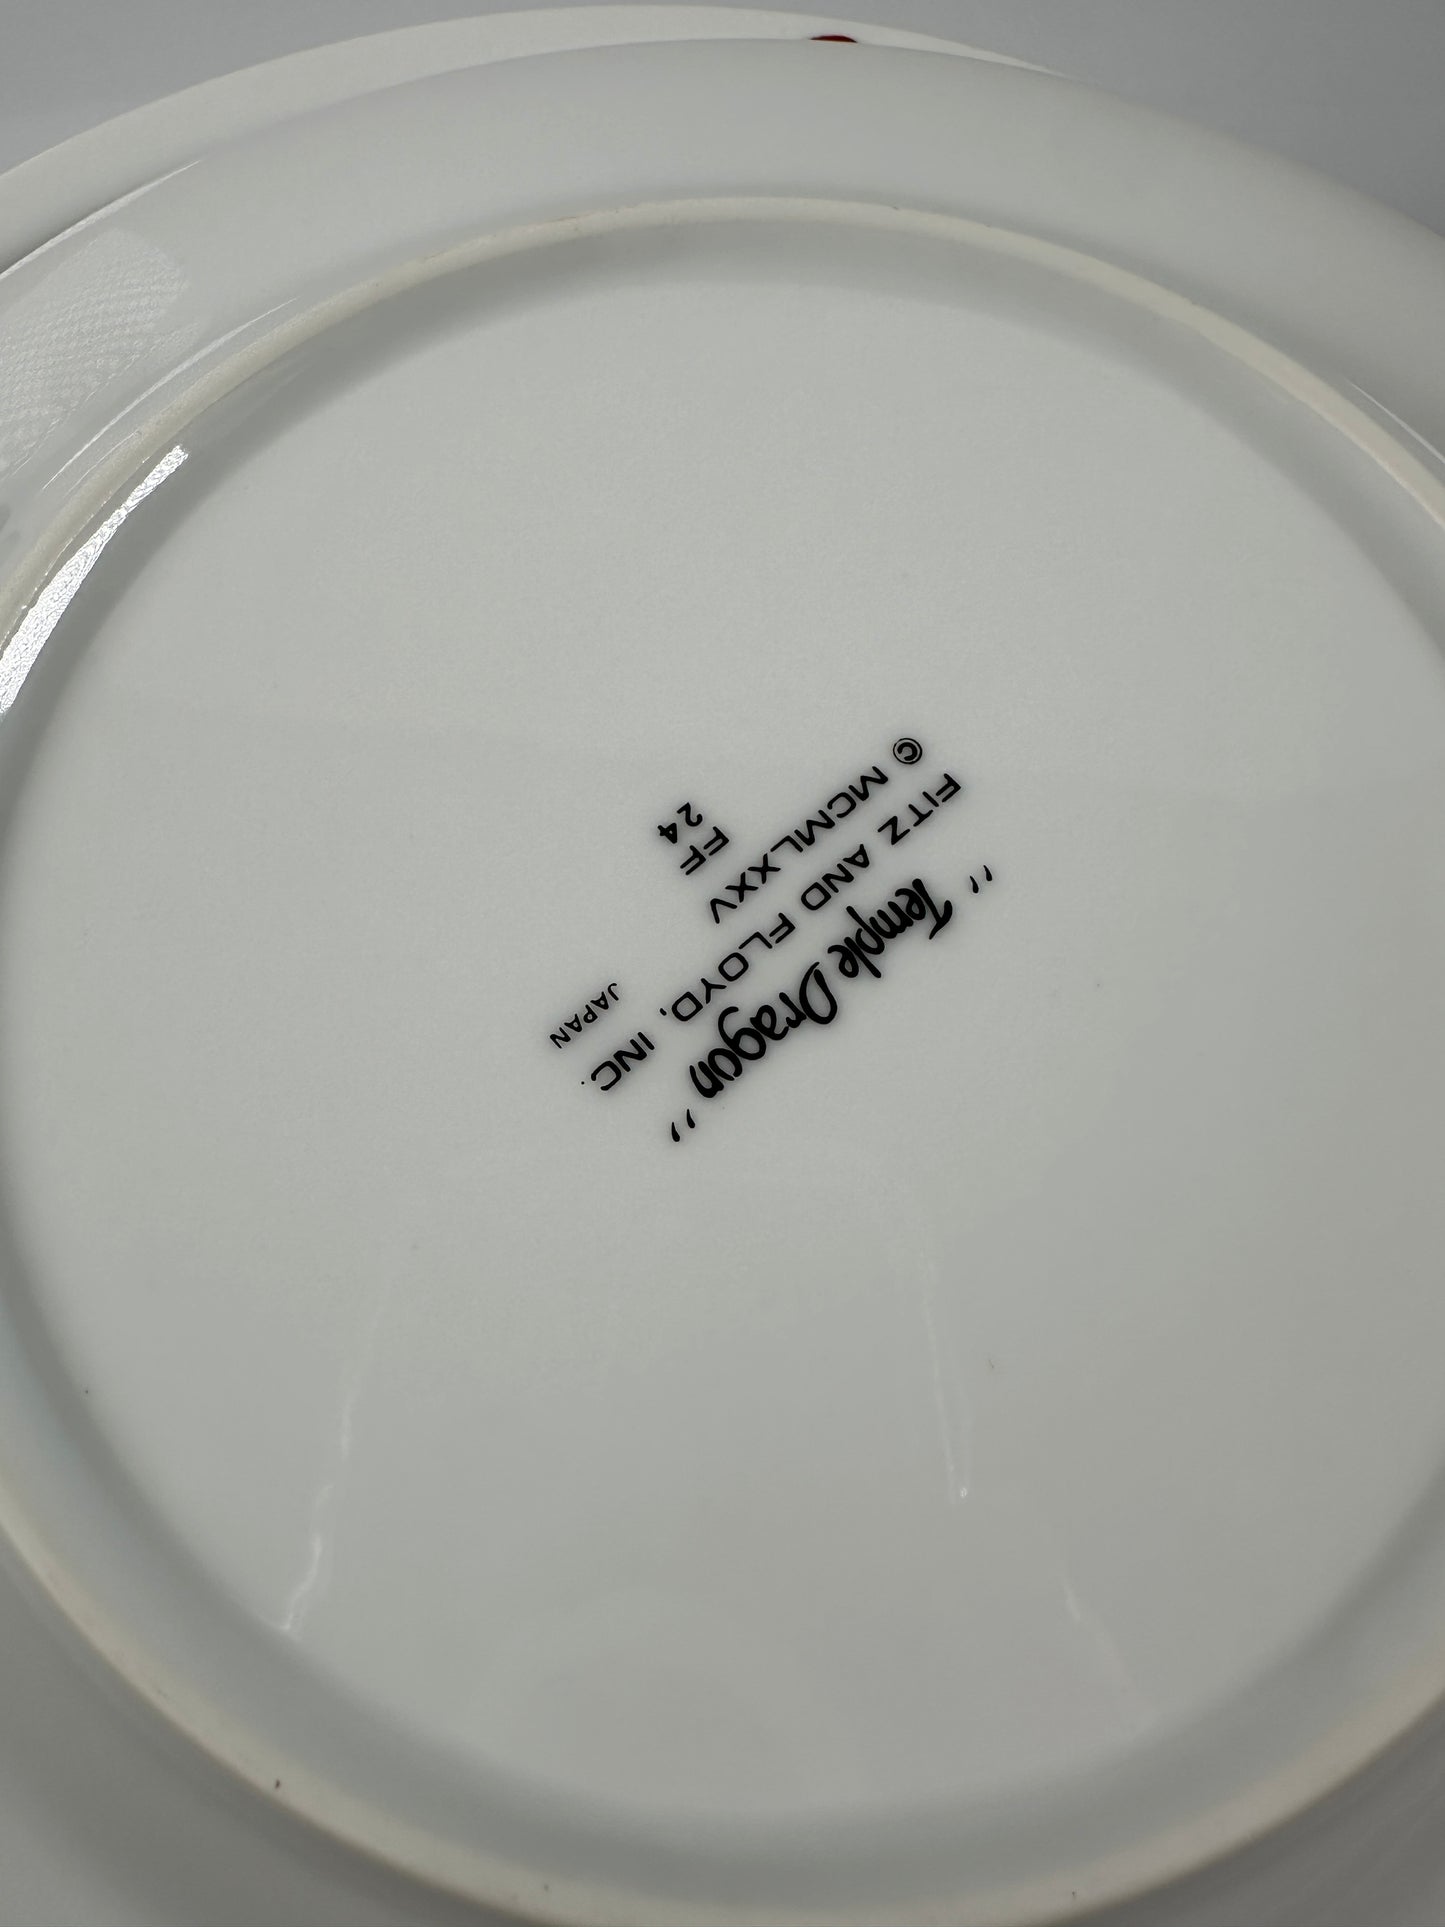 "Temple Dragon"
FITZ AND FLOYD, INC.
© MCMLXXV
FF
24
JAPAN